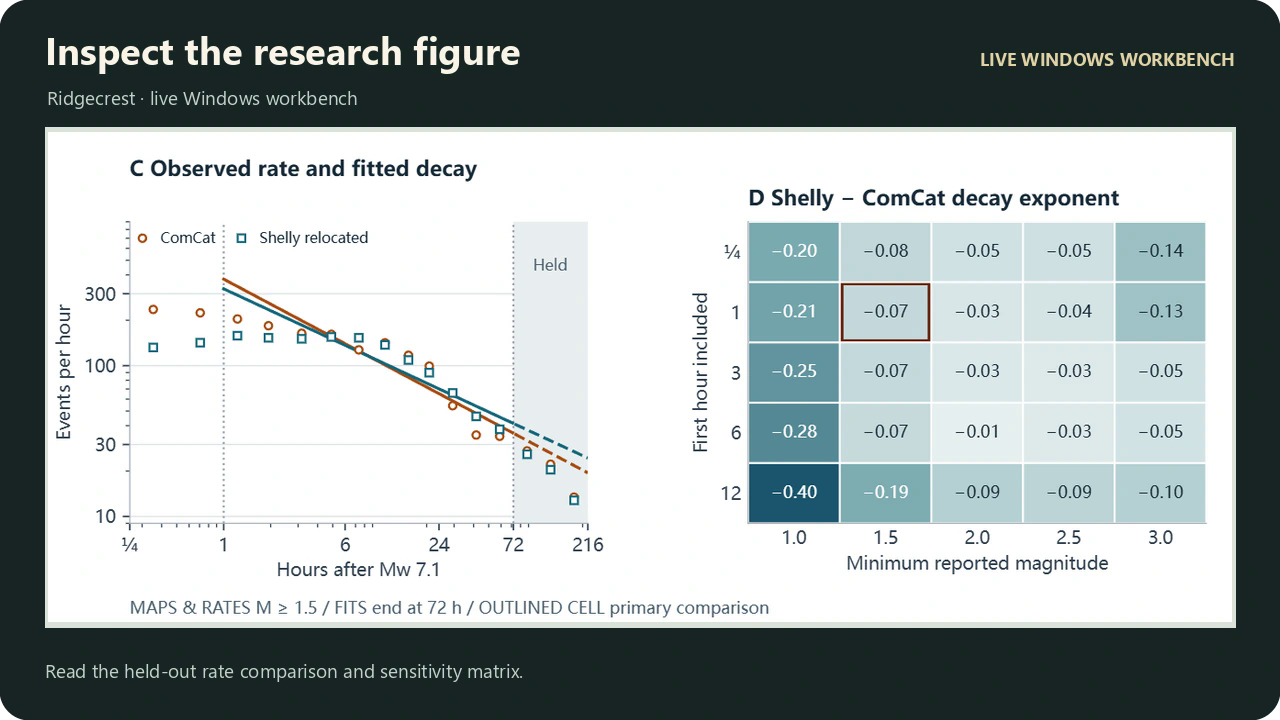 Inspect the research figure
LIVE WINDOWS WORKBENCH
Ridgecrest · live Windows workbench
C Observed rate and fitted decay
ComCat
Shelly relocated
Held
Events per hour
300
100
30
10
¼ 1 6 24 72 216
Hours after Mw 7.1
D Shelly − ComCat decay exponent
First hour included
¼ −0.20 −0.08 −0.05 −0.05 −0.14
1 −0.21 −0.07 −0.03 −0.04 −0.13
3 −0.25 −0.07 −0.03 −0.03 −0.05
6 −0.28 −0.07 −0.01 −0.03 −0.05
12 −0.40 −0.19 −0.09 −0.09 −0.10
1.0 1.5 2.0 2.5 3.0
Minimum reported magnitude
MAPS & RATES M ≥ 1.5 / FITS end at 72 h / OUTLINED CELL primary comparison
Read the held-out rate comparison and sensitivity matrix.